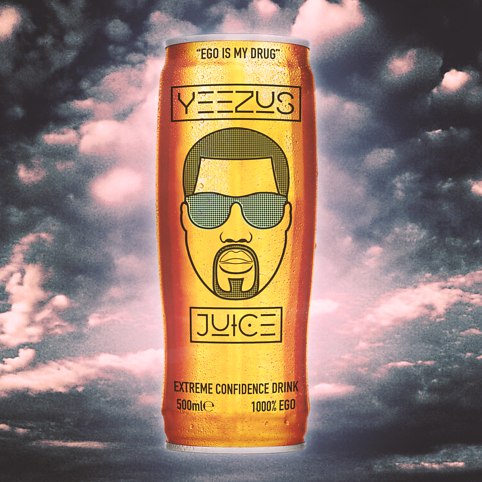 "EGO IS MY DRUG"
YEEZUS
JUICE
EXTREME CONFIDENCE DRINK
500ml℮ 1000% EGO